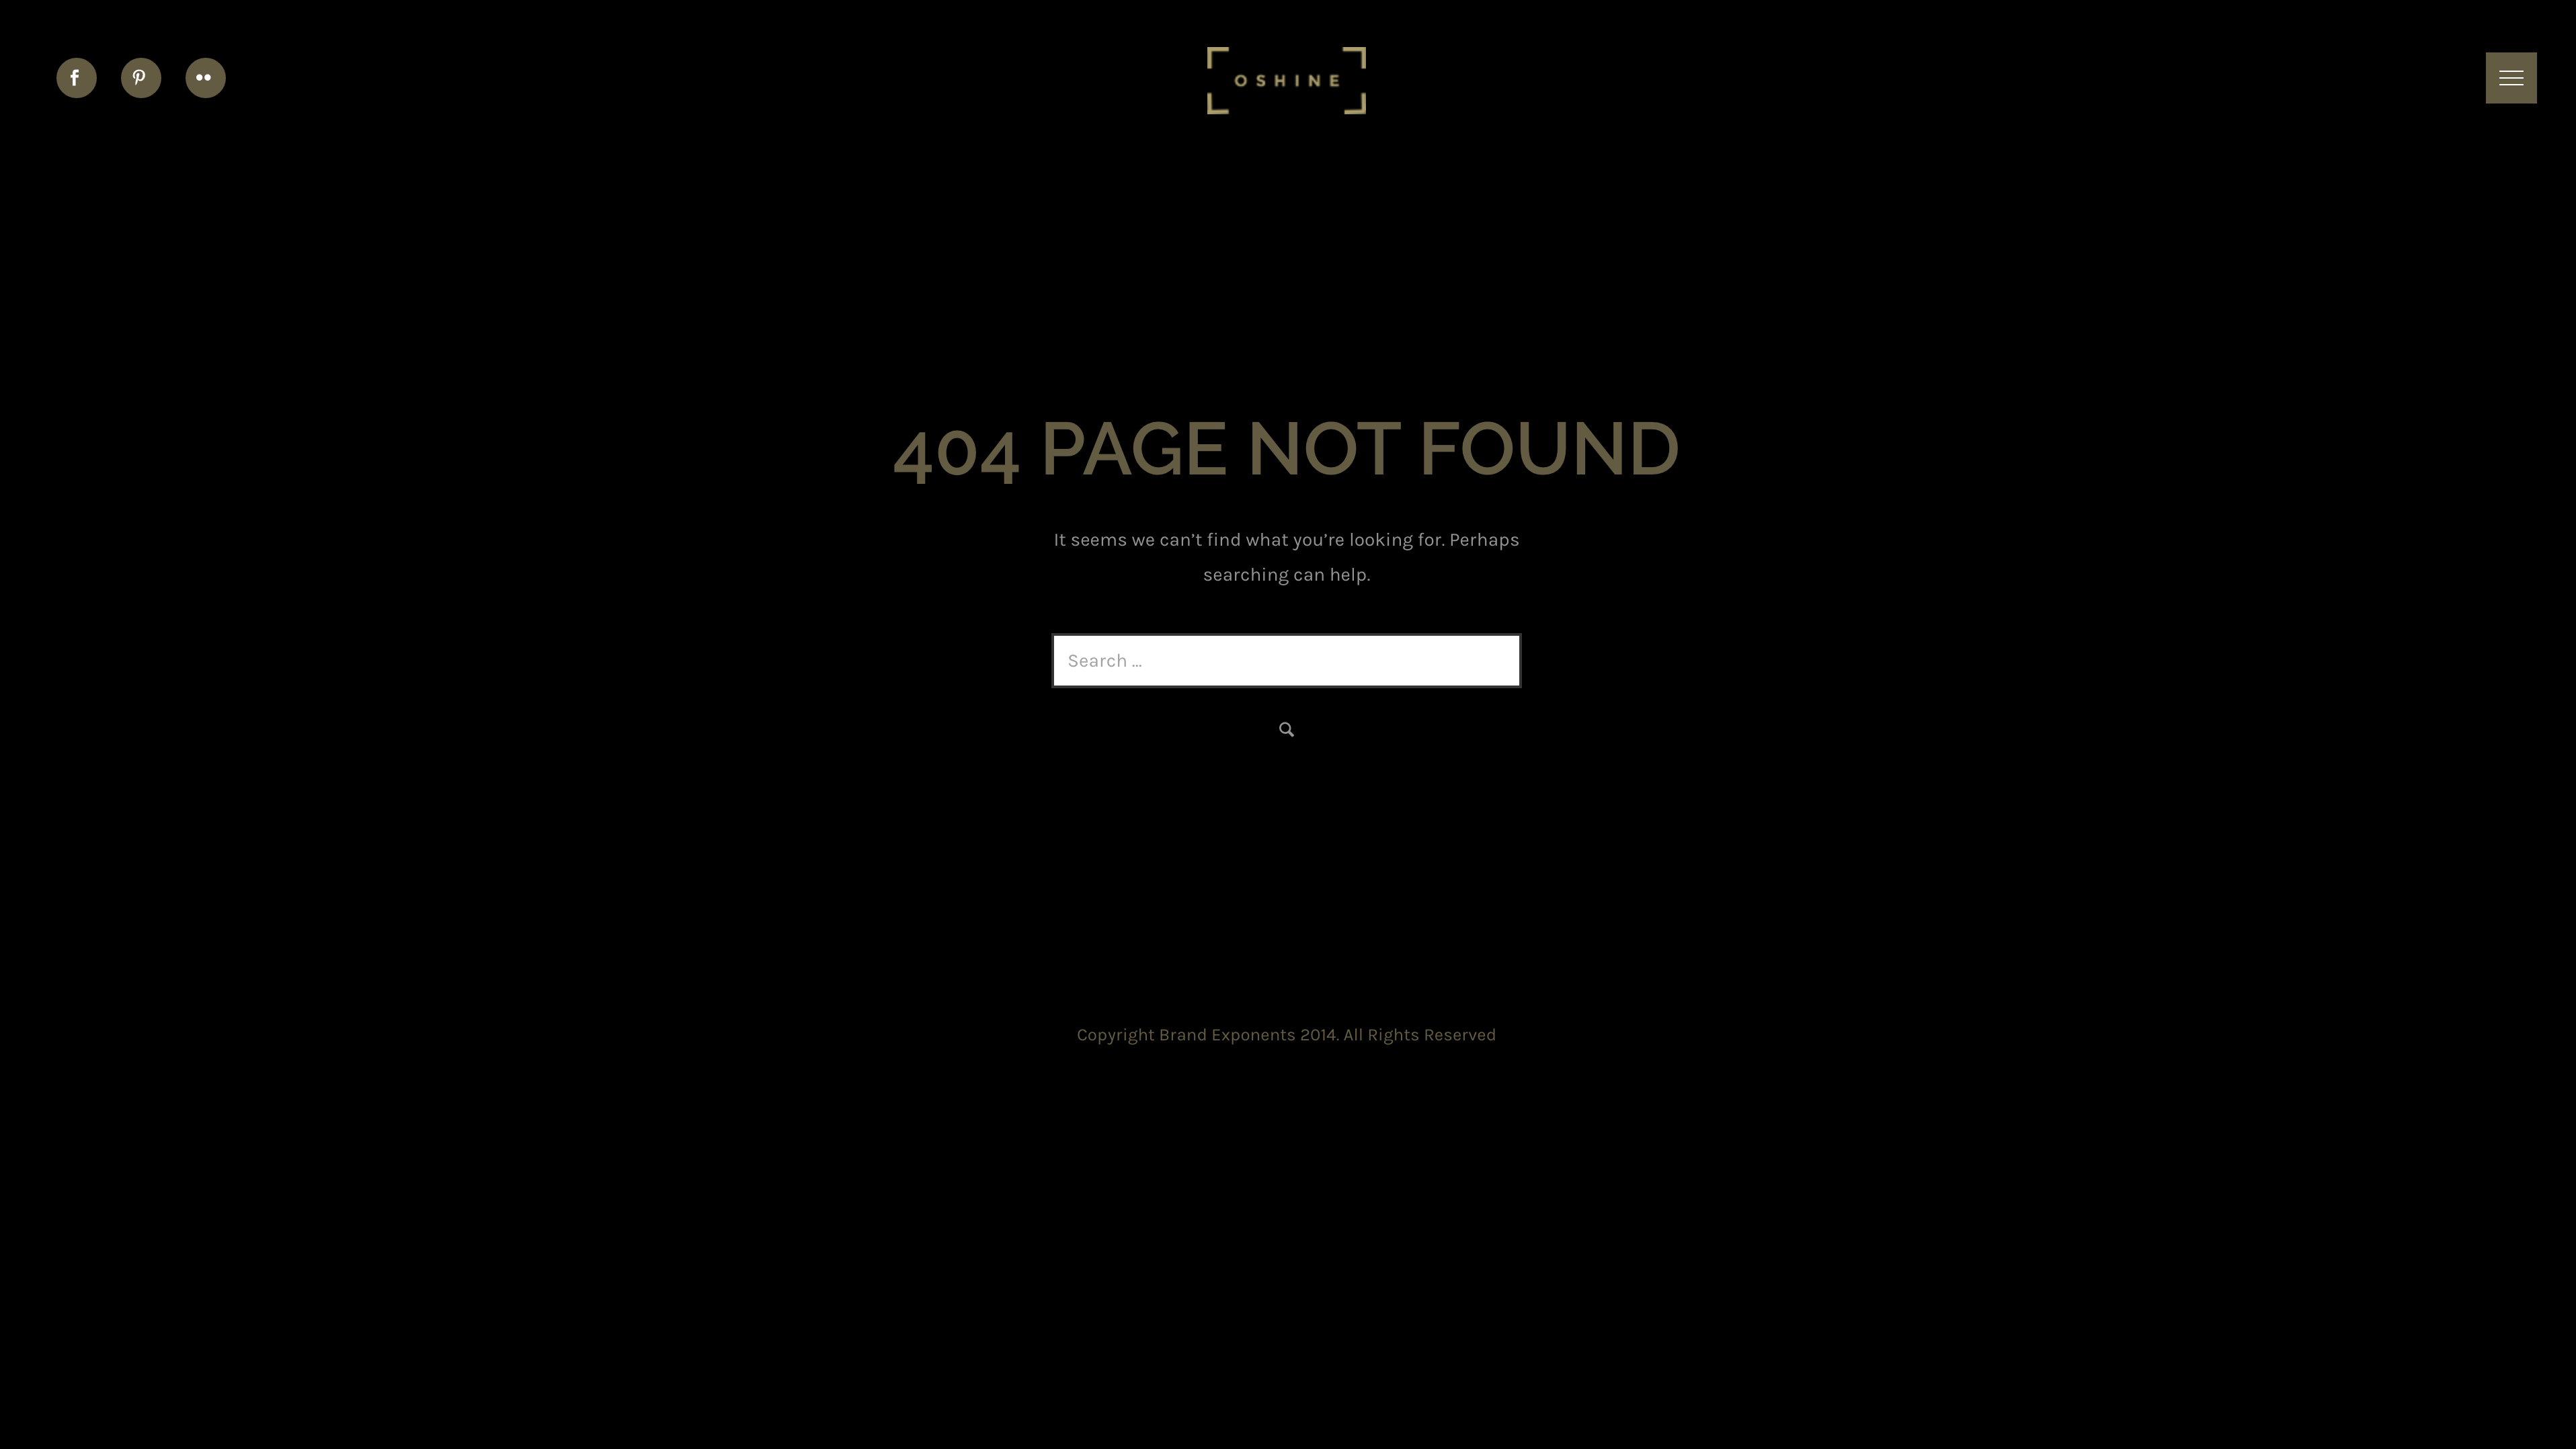 OSHINE
404 PAGE NOT FOUND
It seems we can’t find what you’re looking for. Perhaps
searching can help.
Search ...
Copyright Brand Exponents 2014. All Rights Reserved